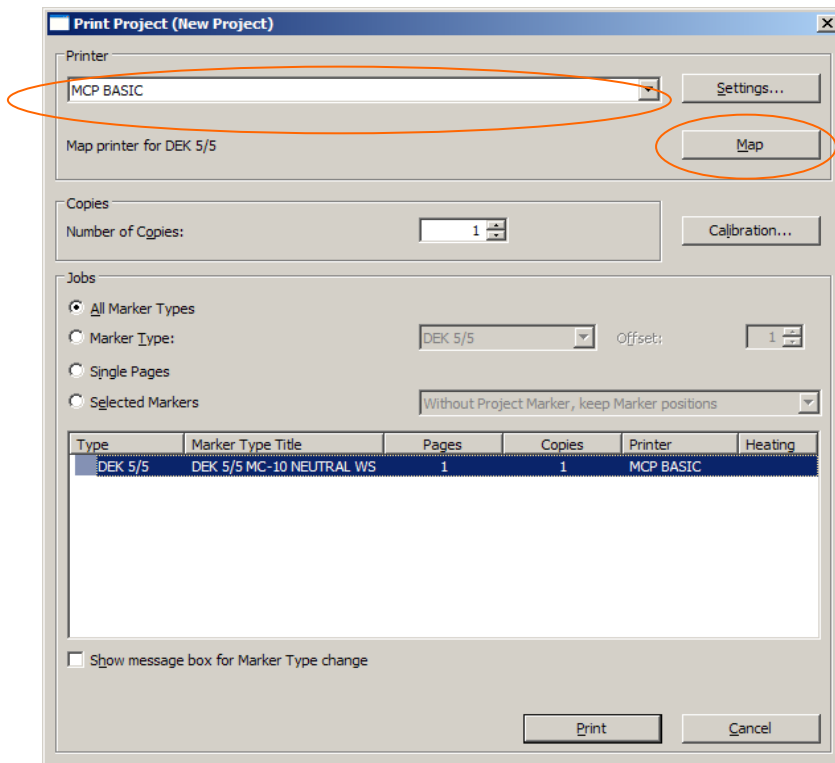 Print Project (New Project)
Printer
MCP BASIC
Settings...
Map printer for DEK 5/5
Map
Copies
Number of Copies:
1
Calibration...
Jobs
All Marker Types
Marker Type:
DEK 5/5
Offset:
1
Single Pages
Selected Markers
Without Project Marker, keep Marker positions
Type Marker Type Title Pages Copies Printer Heating
DEK 5/5 DEK 5/5 MC-10 NEUTRAL WS 1 1 MCP BASIC
Show message box for Marker Type change
Print
Cancel